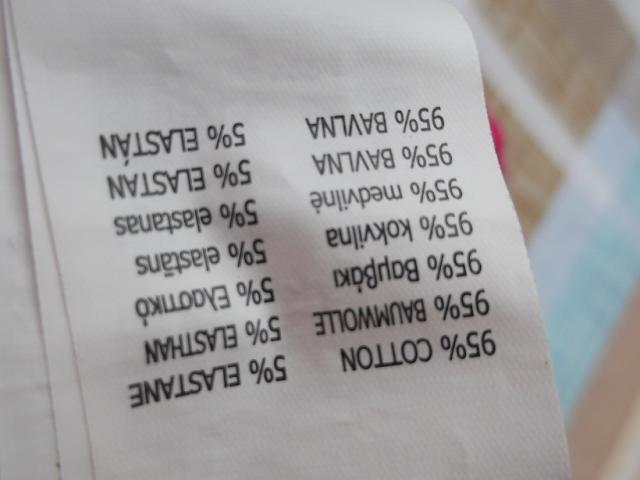 95% COTTON 5% ELASTANE
95% BAUMWOLLE 5% ELASTHAN
95% Βαμβάκι 5% Ελαστικό
95% kokvilna 5% elastāns
95% medvilnė 5% elastanas
95% BAVLNA 5% ELASTAN
95% BAVLNA 5% ELASTÁN